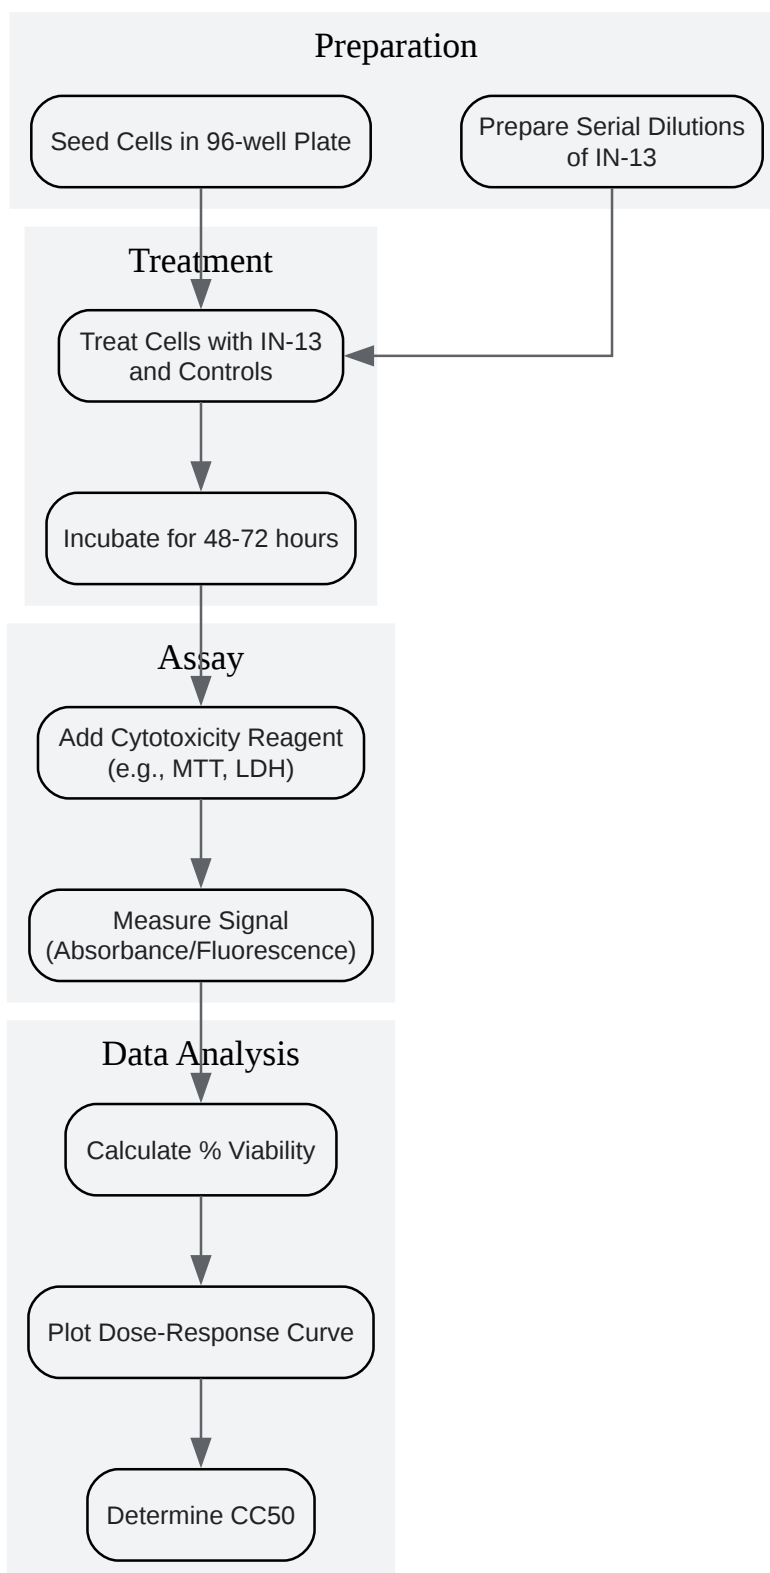 Preparation
Seed Cells in 96-well Plate
Prepare Serial Dilutions
of IN-13
Treatment
Treat Cells with IN-13
and Controls
Incubate for 48-72 hours
Assay
Add Cytotoxicity Reagent
(e.g., MTT, LDH)
Measure Signal
(Absorbance/Fluorescence)
Data Analysis
Calculate % Viability
Plot Dose-Response Curve
Determine CC50